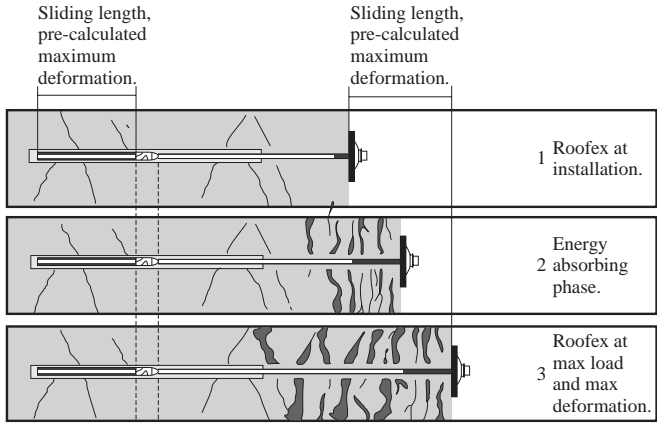 Sliding length,
pre-calculated
maximum
deformation.
Sliding length,
pre-calculated
maximum
deformation.
1 Roofex at
installation.
Energy
2 absorbing
phase.
Roofex at
3 max load
and max
deformation.